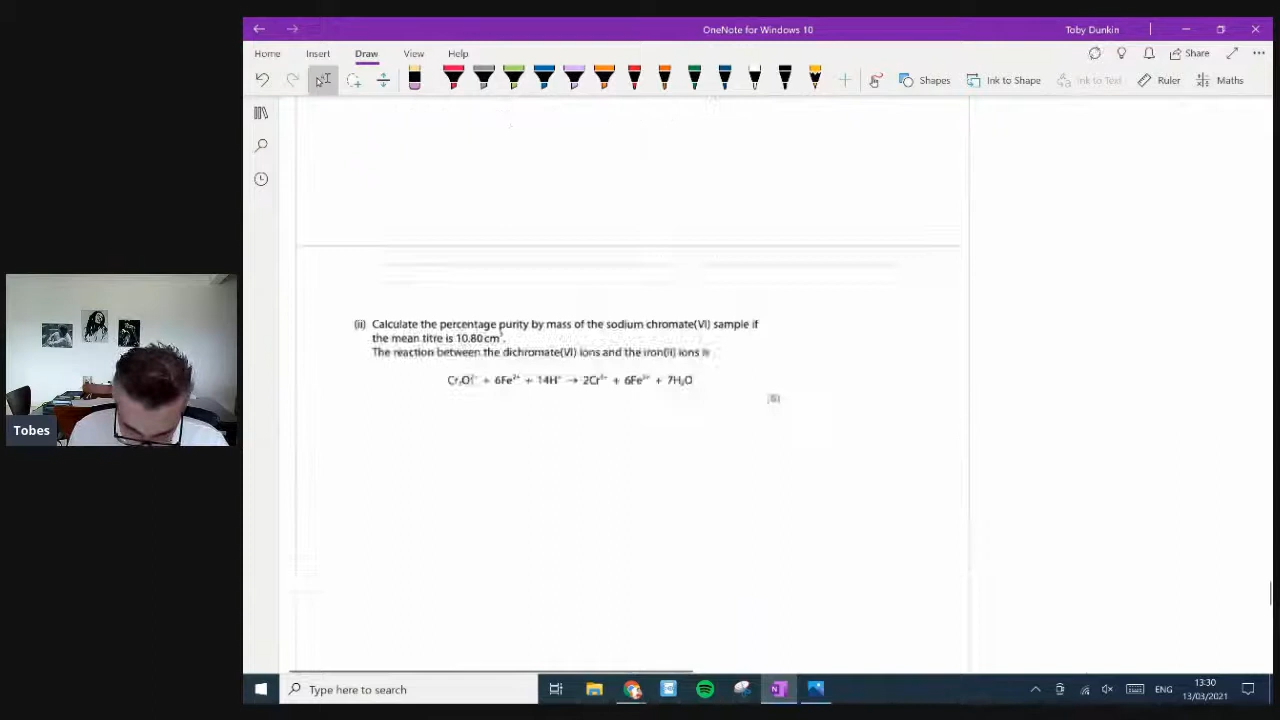 OneNote for Windows 10
Toby Dunkin
Home Insert Draw View Help
Share
Shapes Ink to Shape Ink to Text Ruler Maths
(ii) Calculate the percentage purity by mass of the sodium chromate(VI) sample if
the mean titre is 10.80 cm³.
The reaction between the dichromate(VI) ions and the iron(II) ions is
Cr₂O₇²⁻ + 6Fe²⁺ + 14H⁺ → 2Cr³⁺ + 6Fe³⁺ + 7H₂O
Tobes
Type here to search
ENG
13:30
13/03/2021